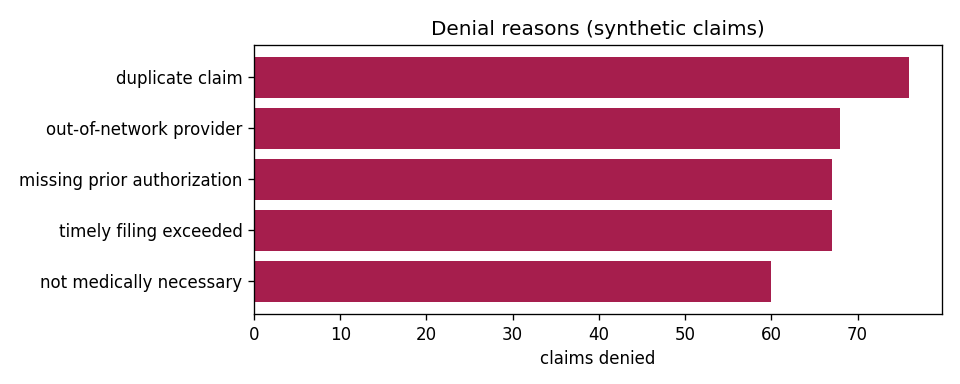 Denial reasons (synthetic claims)
duplicate claim
out-of-network provider
missing prior authorization
timely filing exceeded
not medically necessary
0 10 20 30 40 50 60 70
claims denied